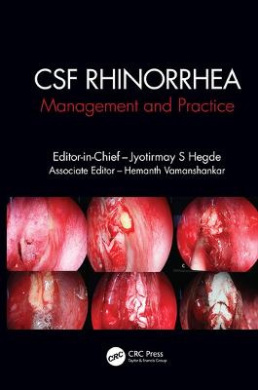 CSF RHINORRHEA
Management and Practice
Editor-in-Chief – Jyotirmay S Hegde
Associate Editor – Hemanth Vamanshankar
C
CRC
CRC Press
Taylor & Francis Group